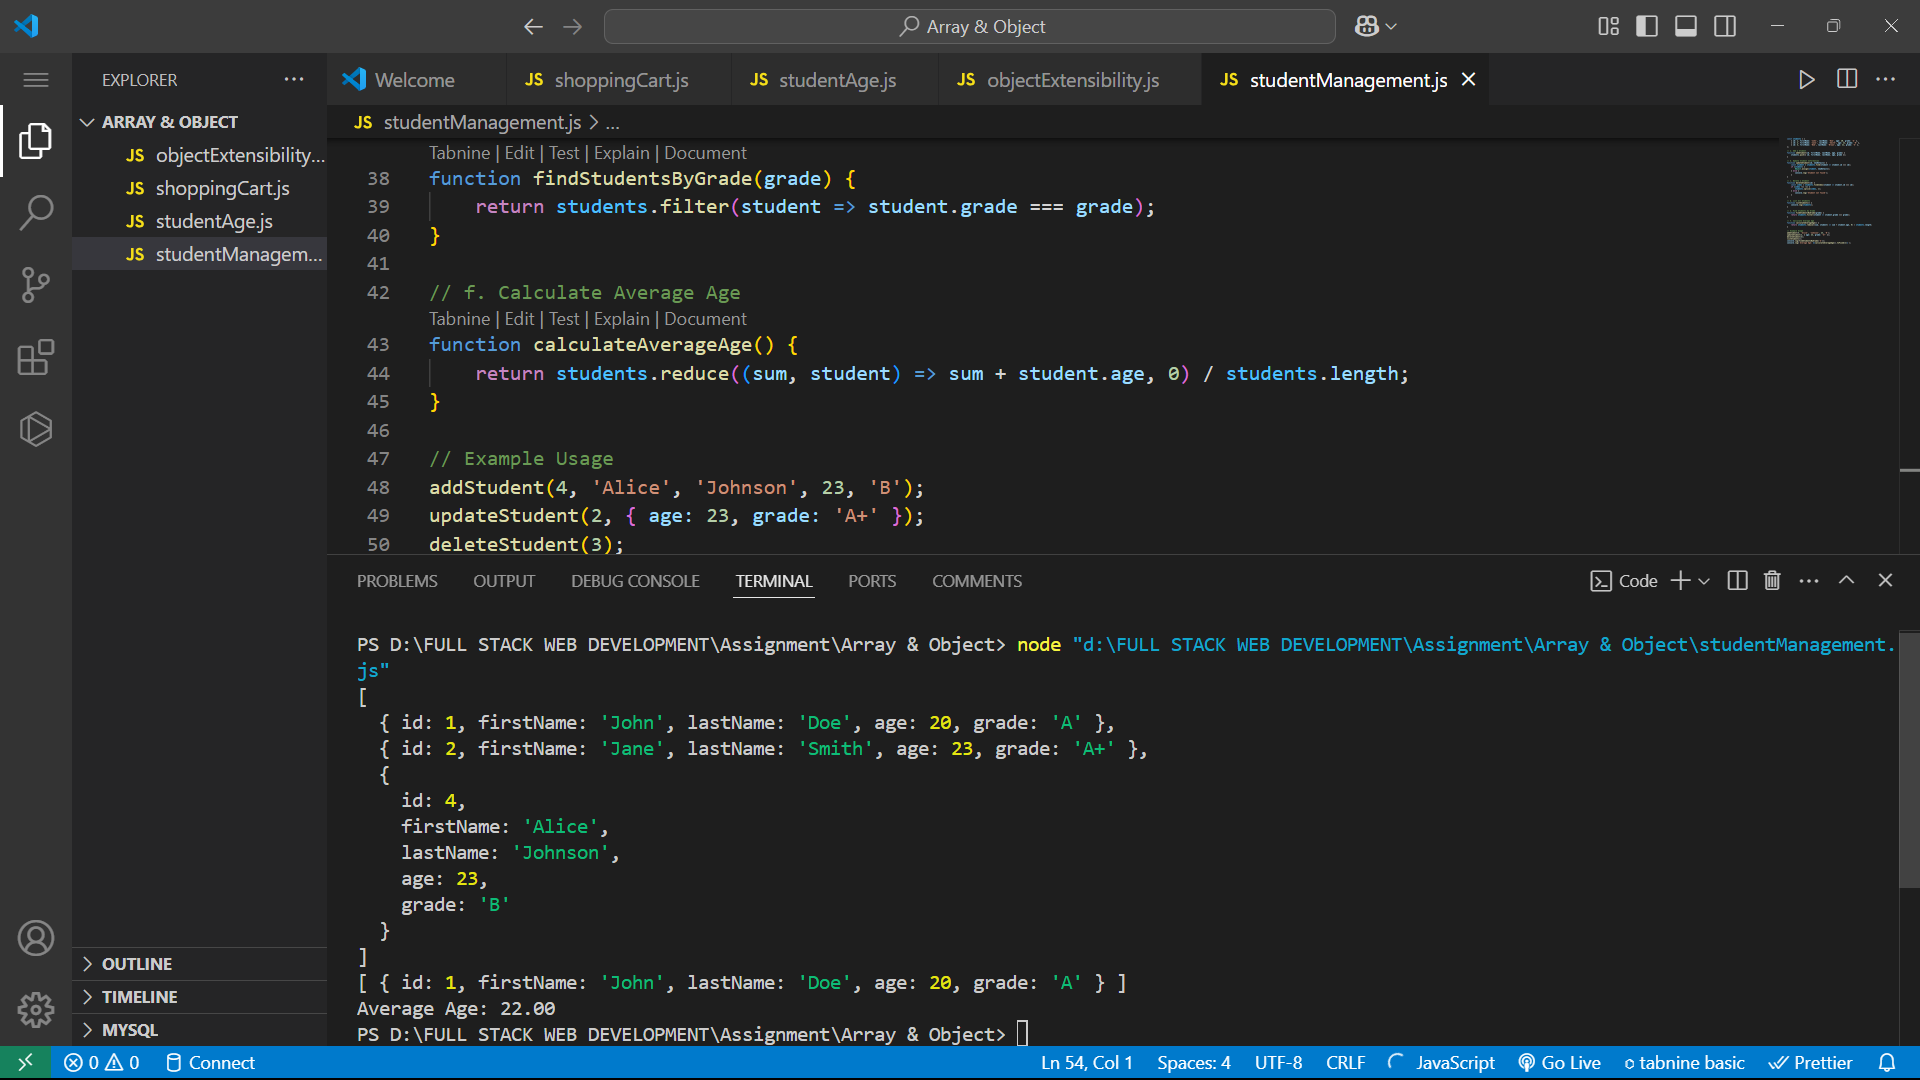 Array & Object
EXPLORER
ARRAY & OBJECT
JS objectExtensibility...
JS shoppingCart.js
JS studentAge.js
JS studentManagem...
OUTLINE
TIMELINE
MYSQL
Welcome
JS shoppingCart.js
JS studentAge.js
JS objectExtensibility.js
JS studentManagement.js
JS studentManagement.js > ...
Tabnine | Edit | Test | Explain | Document
38 function findStudentsByGrade(grade) {
39 return students.filter(student => student.grade === grade);
40 }
41
42 // f. Calculate Average Age
Tabnine | Edit | Test | Explain | Document
43 function calculateAverageAge() {
44 return students.reduce((sum, student) => sum + student.age, 0) / students.length;
45 }
46
47 // Example Usage
48 addStudent(4, 'Alice', 'Johnson', 23, 'B');
49 updateStudent(2, { age: 23, grade: 'A+' });
50 deleteStudent(3);
PROBLEMS OUTPUT DEBUG CONSOLE TERMINAL PORTS COMMENTS
Code
PS D:\FULL STACK WEB DEVELOPMENT\Assignment\Array & Object> node "d:\FULL STACK WEB DEVELOPMENT\Assignment\Array & Object\studentManagement.
js"
[
{ id: 1, firstName: 'John', lastName: 'Doe', age: 20, grade: 'A' },
{ id: 2, firstName: 'Jane', lastName: 'Smith', age: 23, grade: 'A+' },
{
id: 4,
firstName: 'Alice',
lastName: 'Johnson',
age: 23,
grade: 'B'
}
]
[ { id: 1, firstName: 'John', lastName: 'Doe', age: 20, grade: 'A' } ]
Average Age: 22.00
PS D:\FULL STACK WEB DEVELOPMENT\Assignment\Array & Object>
0 0 Connect Ln 54, Col 1 Spaces: 4 UTF-8 CRLF JavaScript Go Live tabnine basic Prettier